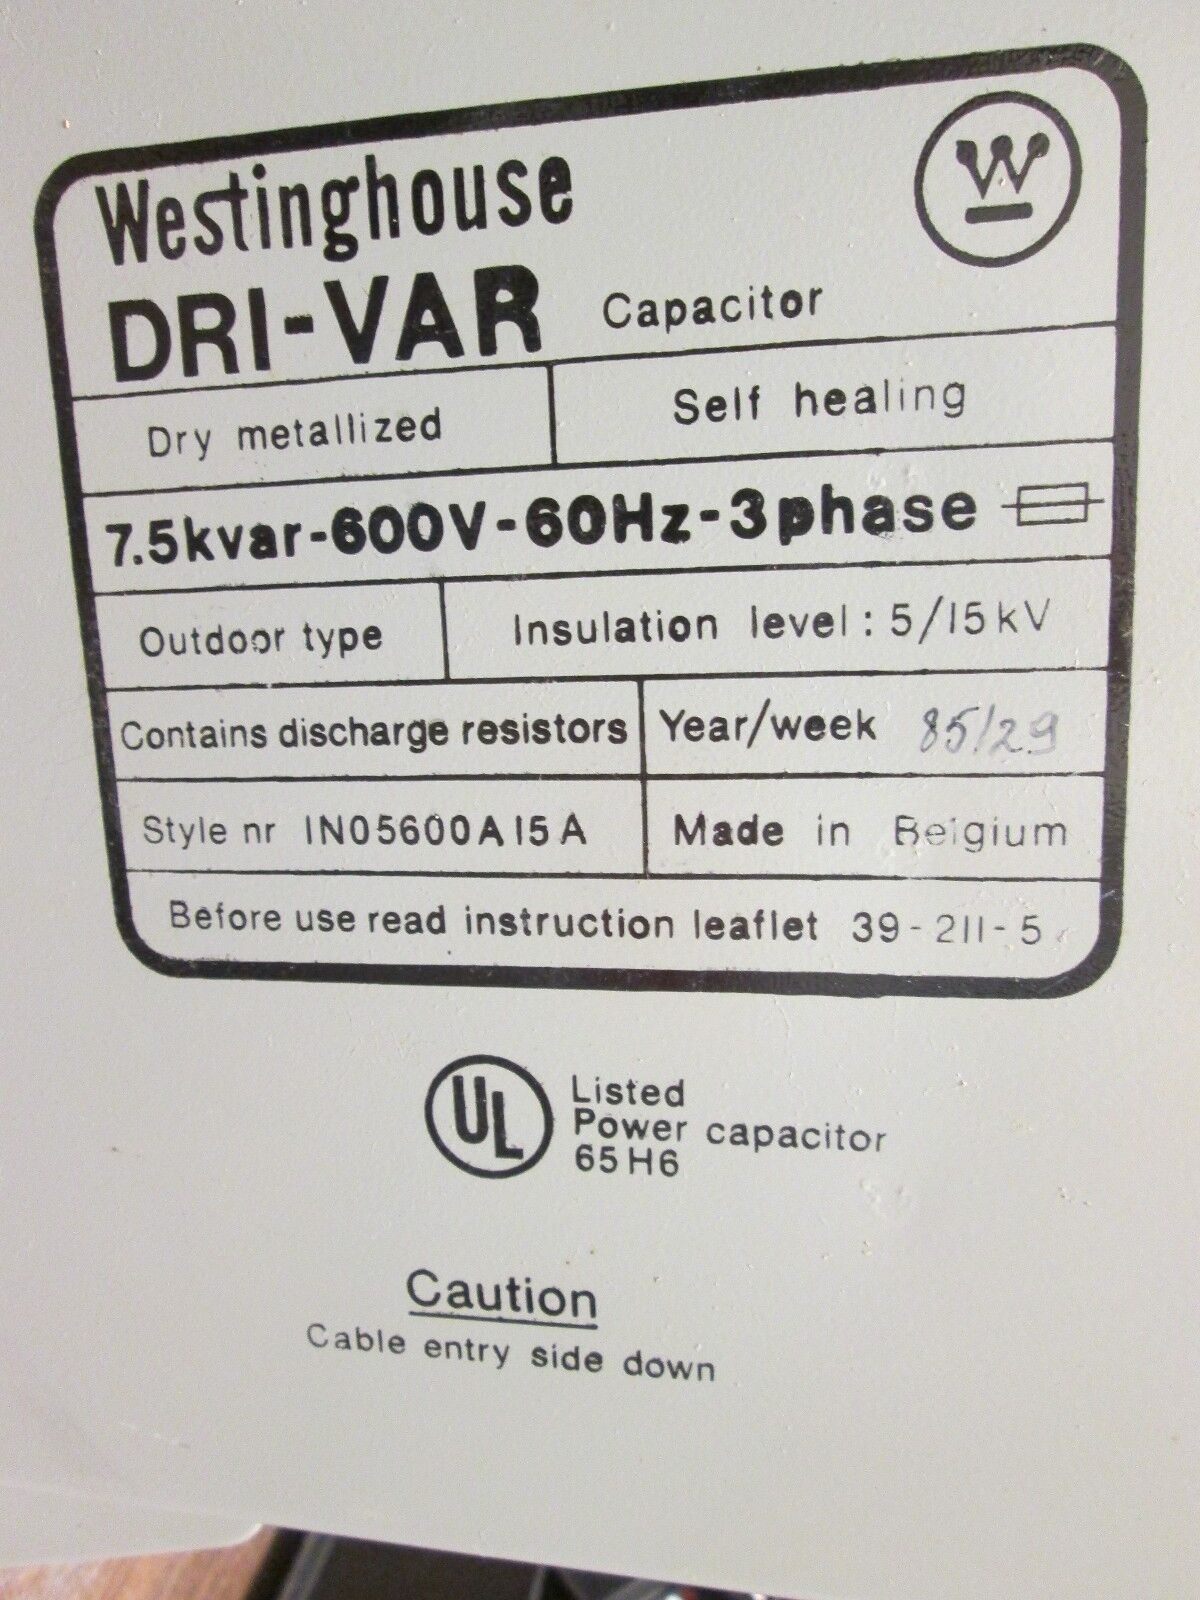 Westinghouse
W
DRI-VAR Capacitor
Dry metallized Self healing
7.5kvar-600V-60Hz-3phase
Outdoor type Insulation level: 5/15kV
Contains discharge resistors Year/week 85/29
Style nr IN05600A15A Made in Belgium
Before use read instruction leaflet 39-211-5
UL Listed
Power capacitor
65H6
Caution
Cable entry side down